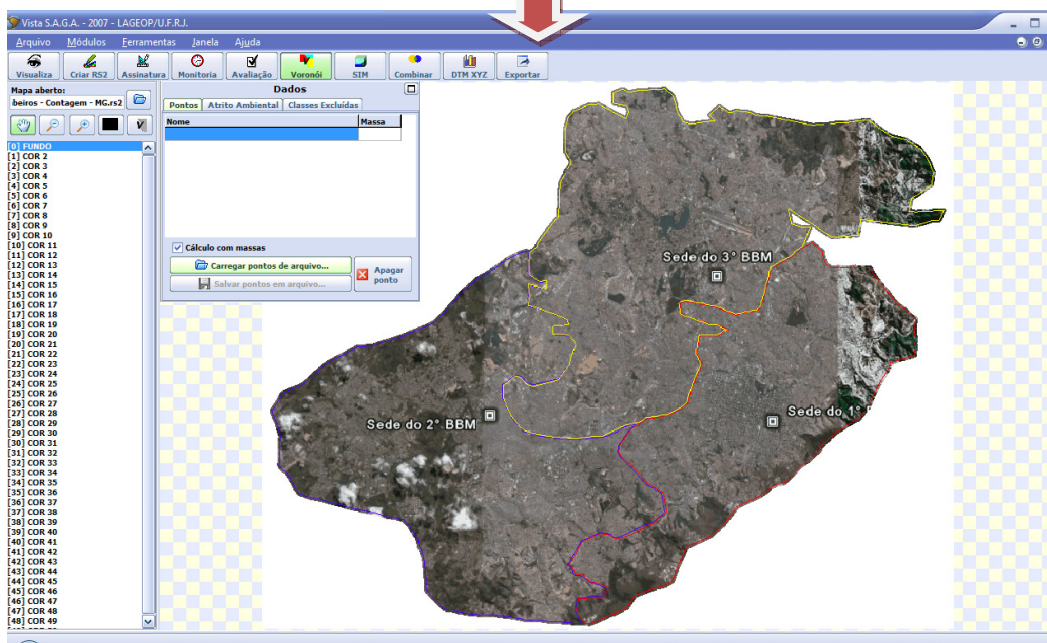 Vista S.A.G.A. - 2007 - LAGEOP/U.F.R.J.
Arquivo Módulos Ferramentas Janela Ajuda
Visualiza Criar RS2 Assinatura Monitoria Avaliação Voronói SIM Combinar DTM XYZ Exportar
Mapa aberto:
beiros - Contagem - MG.rs2
Dados
Pontos Atrito Ambiental Classes Excluídas
Nome Massa
Cálculo com massas
Carregar pontos de arquivo...
Salvar pontos em arquivo...
Apagar
ponto
[0] FUNDO
[1] COR 2
[2] COR 3
[3] COR 4
[4] COR 5
[5] COR 6
[6] COR 7
[7] COR 8
[8] COR 9
[9] COR 10
[10] COR 11
[11] COR 12
[12] COR 13
[13] COR 14
[14] COR 15
[15] COR 16
[16] COR 17
[17] COR 18
[18] COR 19
[19] COR 20
[20] COR 21
[21] COR 22
[22] COR 23
[23] COR 24
[24] COR 25
[25] COR 26
[26] COR 27
[27] COR 28
[28] COR 29
[29] COR 30
[30] COR 31
[31] COR 32
[32] COR 33
[33] COR 34
[34] COR 35
[35] COR 36
[36] COR 37
[37] COR 38
[38] COR 39
[39] COR 40
[40] COR 41
[41] COR 42
[42] COR 43
[43] COR 44
[44] COR 45
[45] COR 46
[46] COR 47
[47] COR 48
[48] COR 49
Sede do 3° BBM
Sede do 2° BBM
Sede do 1°